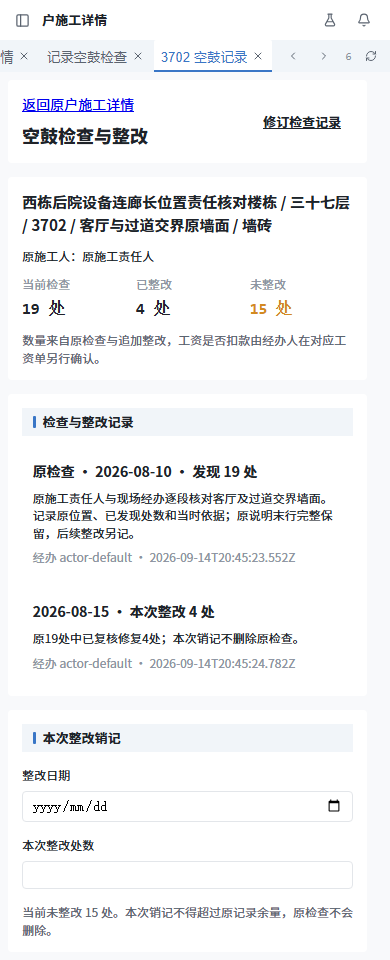 户施工详情
情 × 记录空鼓检查 × 3702 空鼓记录 × 6
返回原户施工详情
空鼓检查与整改
修订检查记录
西栋后院设备连廊长位置责任核对楼栋 / 三十七层
/ 3702 / 客厅与过道交界原墙面 / 墙砖
原施工人：原施工责任人
当前检查 已整改 未整改
19 处 4 处 15 处
数量来自原检查与追加整改，工资是否扣款由经办人在对应工
资单另行确认。
检查与整改记录
原检查 · 2026-08-10 · 发现 19 处
原施工责任人与现场经办逐段核对客厅及过道交界墙面。
记录原位置、已发现处数和当时依据；原说明末行完整保
留，后续整改另记。
经办 actor-default · 2026-09-14T20:45:23.552Z
2026-08-15 · 本次整改 4 处
原19处中已复核修复4处；本次销记不删除原检查。
经办 actor-default · 2026-09-14T20:45:24.782Z
本次整改销记
整改日期
yyyy/mm/dd
本次整改处数
当前未整改 15 处。本次销记不得超过原记录余量，原检查不会
删除。